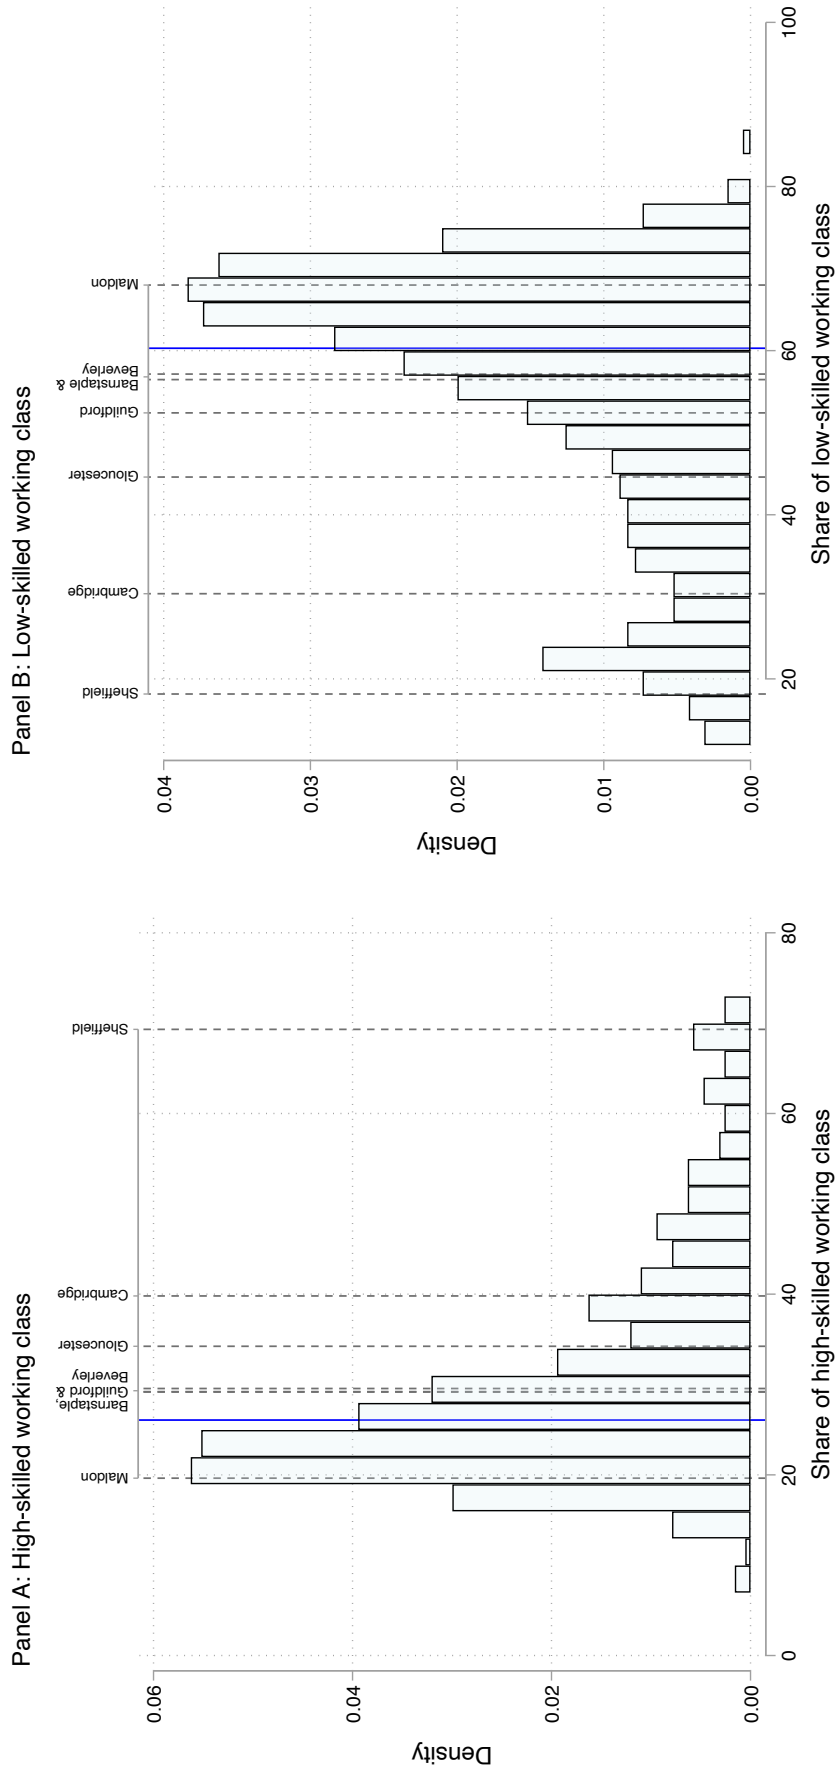 Panel A: High-skilled working class
Maldon
Barnstaple,
Guildford &
Beverley
Gloucester
Cambridge
Sheffield
Density
0.06
0.04
0.02
0.00
0
20
40
60
80
Share of high-skilled working class
Panel B: Low-skilled working class
Sheffield
Cambridge
Gloucester
Guildford
Barnstaple &
Beverley
Maldon
Density
0.04
0.03
0.02
0.01
0.00
20
40
60
80
100
Share of low-skilled working class